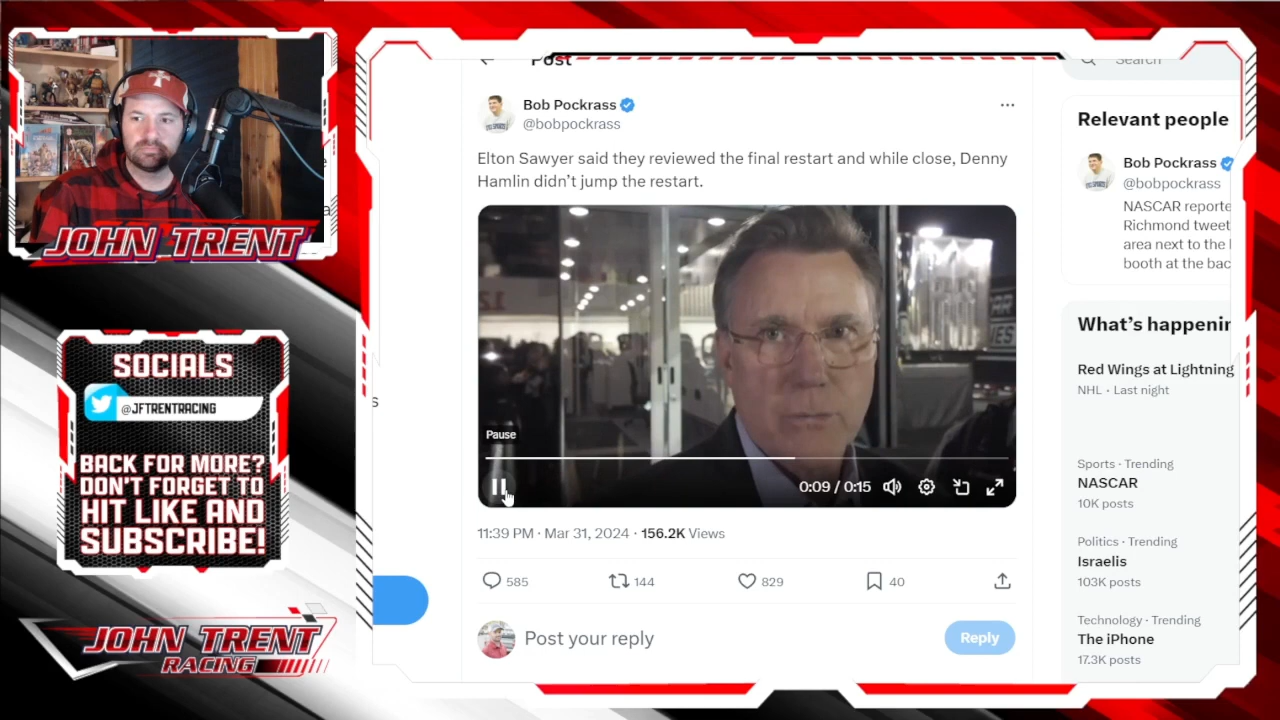 JOHN TRENT
SOCIALS
@JFTRENTRACING
BACK FOR MORE?
DON'T FORGET TO
HIT LIKE AND
SUBSCRIBE!
JOHN TRENT
RACING
Post
Search
Bob Pockrass
@bobpockrass
Elton Sawyer said they reviewed the final restart and while close, Denny
Hamlin didn't jump the restart.
Pause
0:09 / 0:15
11:39 PM · Mar 31, 2024 · 156.2K Views
585
144
829
40
Post your reply
Reply
Relevant people
Bob Pockrass
@bobpockrass
NASCAR reporte
Richmond tweet
area next to the
booth at the bac
What's happenin
Red Wings at Lightning
NHL · Last night
Sports · Trending
NASCAR
10K posts
Politics · Trending
Israelis
103K posts
Technology · Trending
The iPhone
17.3K posts